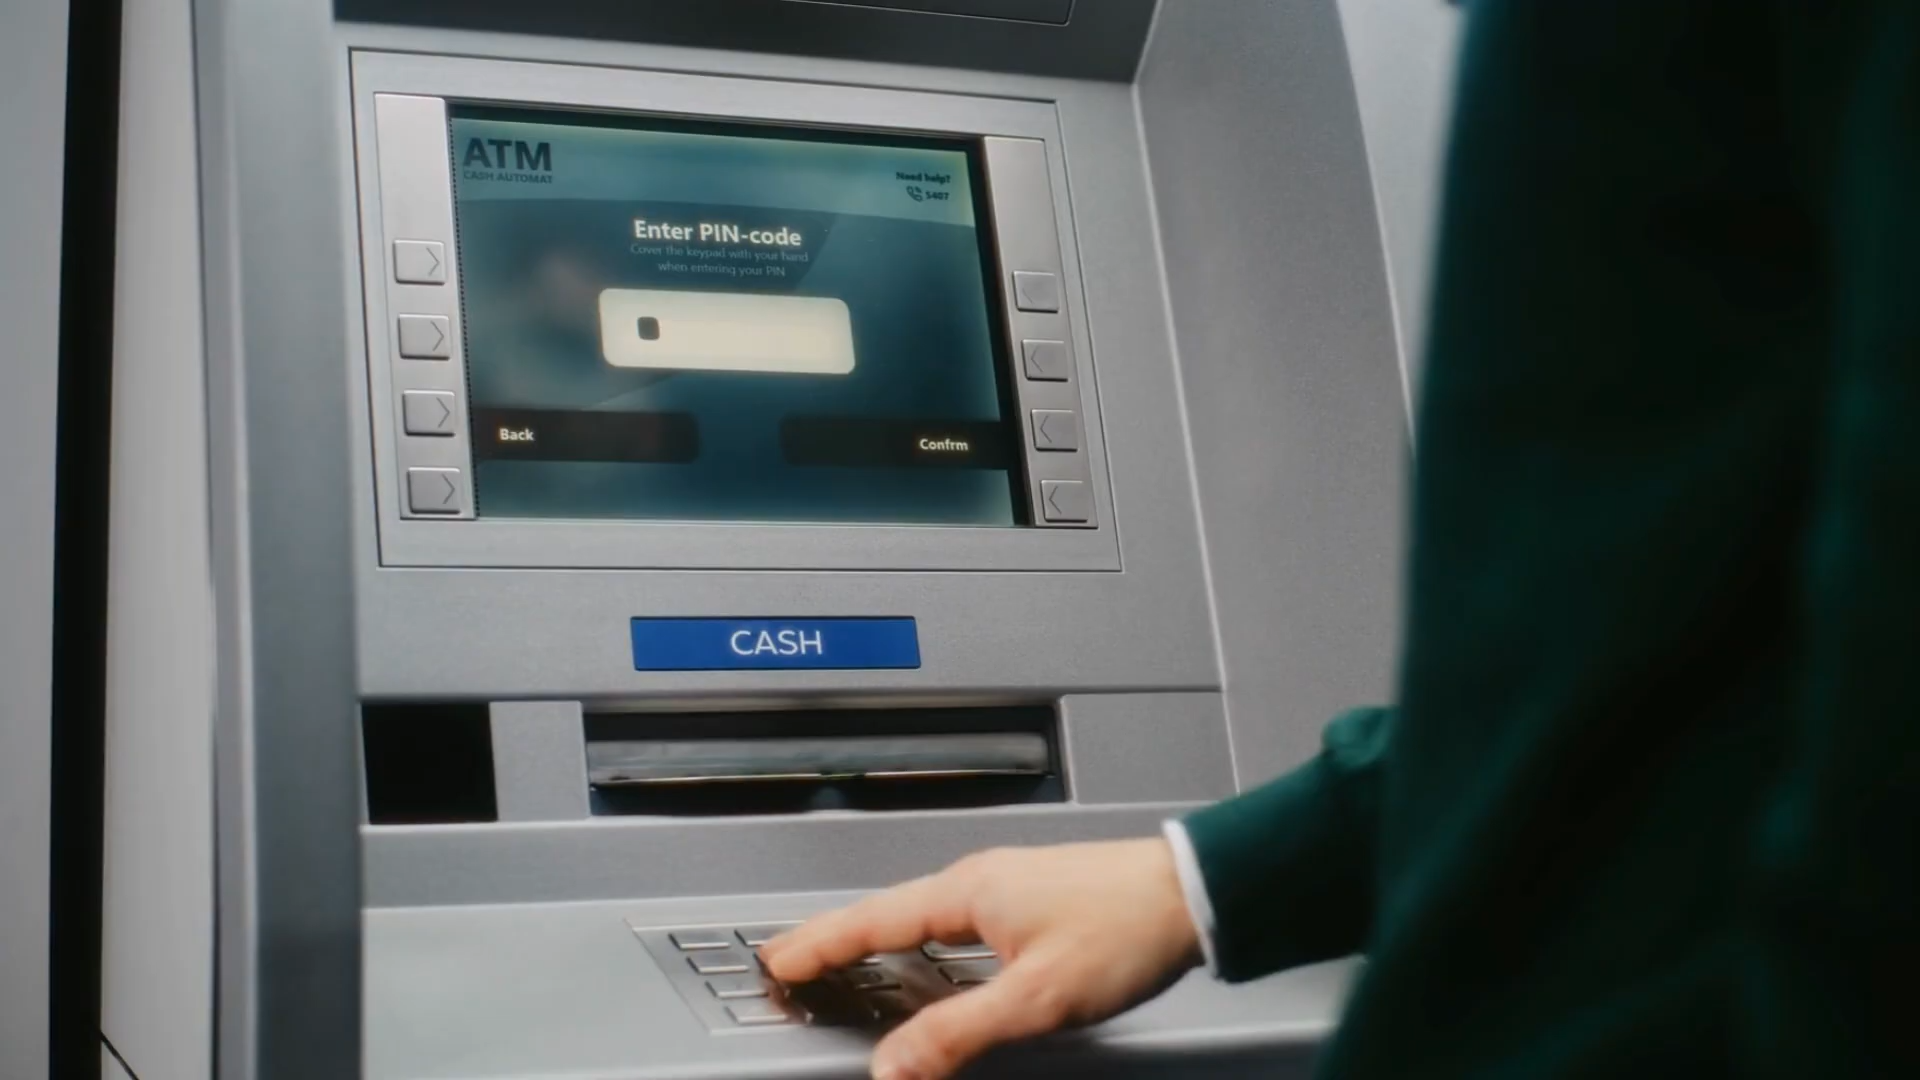 ATM
CASH AUTOMAT
Need help?
5407
Enter PIN-code
Cover the keypad with your hand
when entering your PIN
Back
Confrm
CASH